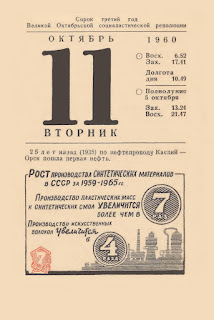 Сорок третий год
Великой Октябрьской социалистической революции
ОКТЯБРЬ 1960
11
Восх. 6.52
Зах. 17.41
Долгота
дня 10.49
Полнолуние
5 октября
Зах. 13.24
Восх. 21.47
ВТОРНИК
25 лет назад (1935) по нефтепроводу Каспий —
Орск пошла первая нефть.
РОСТ ПРОИЗВОДСТВА СИНТЕТИЧЕСКИХ МАТЕРИАЛОВ
В СССР ЗА 1959-1965гг.
ПРОИЗВОДСТВО ПЛАСТИЧЕСКИХ МАСС
И СИНТЕТИЧЕСКИХ СМОЛ УВЕЛИЧИТСЯ
БОЛЕЕ ЧЕМ В
7
РАЗ
ПРОИЗВОДСТВО ИСКУССТВЕННЫХ
ВОЛОКОН УВЕЛИЧИТСЯ
В
4
РАЗА